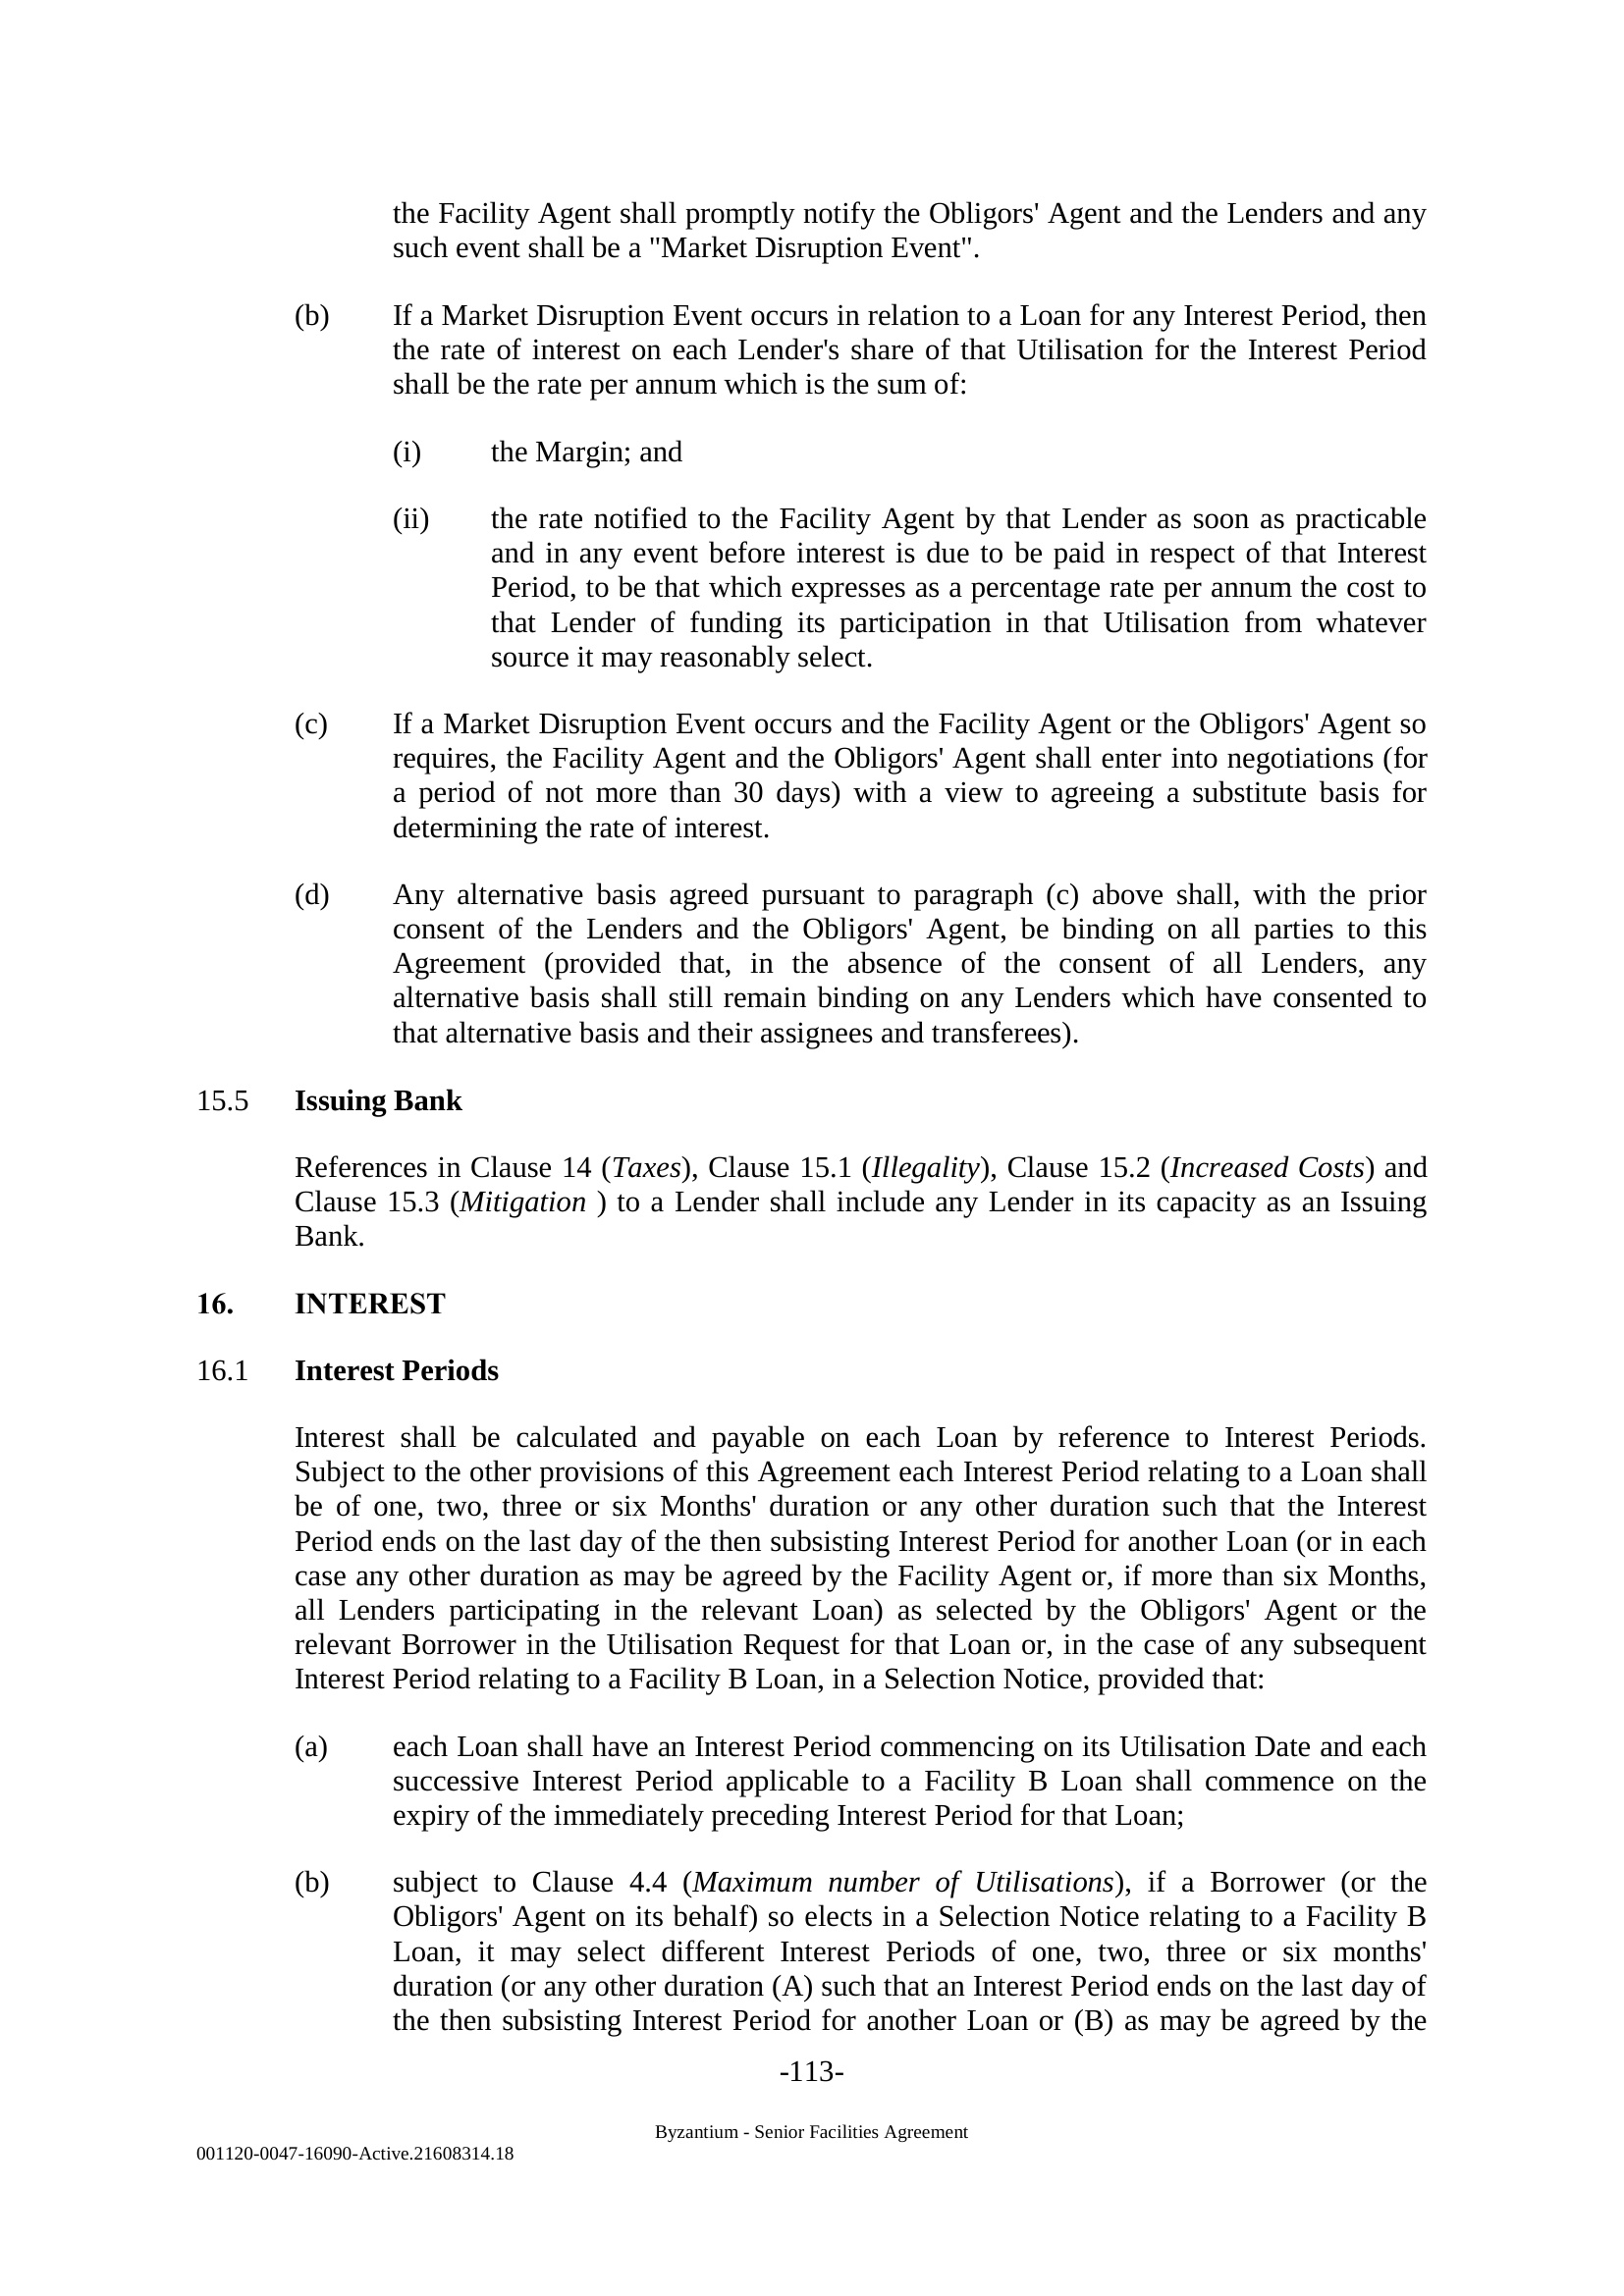 the Facility Agent shall promptly notify the Obligors' Agent and the Lenders and any
such event shall be a "Market Disruption Event".
(b) If a Market Disruption Event occurs in relation to a Loan for any Interest Period, then
the rate of interest on each Lender's share of that Utilisation for the Interest Period
shall be the rate per annum which is the sum of:
(i) the Margin; and
(ii) the rate notified to the Facility Agent by that Lender as soon as practicable
and in any event before interest is due to be paid in respect of that Interest
Period, to be that which expresses as a percentage rate per annum the cost to
that Lender of funding its participation in that Utilisation from whatever
source it may reasonably select.
(c) If a Market Disruption Event occurs and the Facility Agent or the Obligors' Agent so
requires, the Facility Agent and the Obligors' Agent shall enter into negotiations (for
a period of not more than 30 days) with a view to agreeing a substitute basis for
determining the rate of interest.
(d) Any alternative basis agreed pursuant to paragraph (c) above shall, with the prior
consent of the Lenders and the Obligors' Agent, be binding on all parties to this
Agreement (provided that, in the absence of the consent of all Lenders, any
alternative basis shall still remain binding on any Lenders which have consented to
that alternative basis and their assignees and transferees).
15.5 Issuing Bank
References in Clause 14 (Taxes), Clause 15.1 (Illegality), Clause 15.2 (Increased Costs) and
Clause 15.3 (Mitigation ) to a Lender shall include any Lender in its capacity as an Issuing
Bank.
16. INTEREST
16.1 Interest Periods
Interest shall be calculated and payable on each Loan by reference to Interest Periods.
Subject to the other provisions of this Agreement each Interest Period relating to a Loan shall
be of one, two, three or six Months' duration or any other duration such that the Interest
Period ends on the last day of the then subsisting Interest Period for another Loan (or in each
case any other duration as may be agreed by the Facility Agent or, if more than six Months,
all Lenders participating in the relevant Loan) as selected by the Obligors' Agent or the
relevant Borrower in the Utilisation Request for that Loan or, in the case of any subsequent
Interest Period relating to a Facility B Loan, in a Selection Notice, provided that:
(a) each Loan shall have an Interest Period commencing on its Utilisation Date and each
successive Interest Period applicable to a Facility B Loan shall commence on the
expiry of the immediately preceding Interest Period for that Loan;
(b) subject to Clause 4.4 (Maximum number of Utilisations), if a Borrower (or the
Obligors' Agent on its behalf) so elects in a Selection Notice relating to a Facility B
Loan, it may select different Interest Periods of one, two, three or six months'
duration (or any other duration (A) such that an Interest Period ends on the last day of
the then subsisting Interest Period for another Loan or (B) as may be agreed by the
-113-
Byzantium - Senior Facilities Agreement
001120-0047-16090-Active.21608314.18